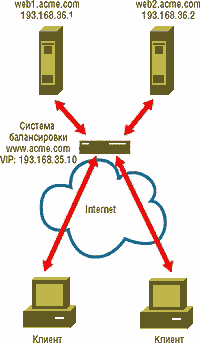 web1.acme.com
193.168.36.1
web2.acme.com
193.168.36.2
Система
балансировки
www.acme.com
VIP: 193.168.35.10
Internet
Клиент
Клиент